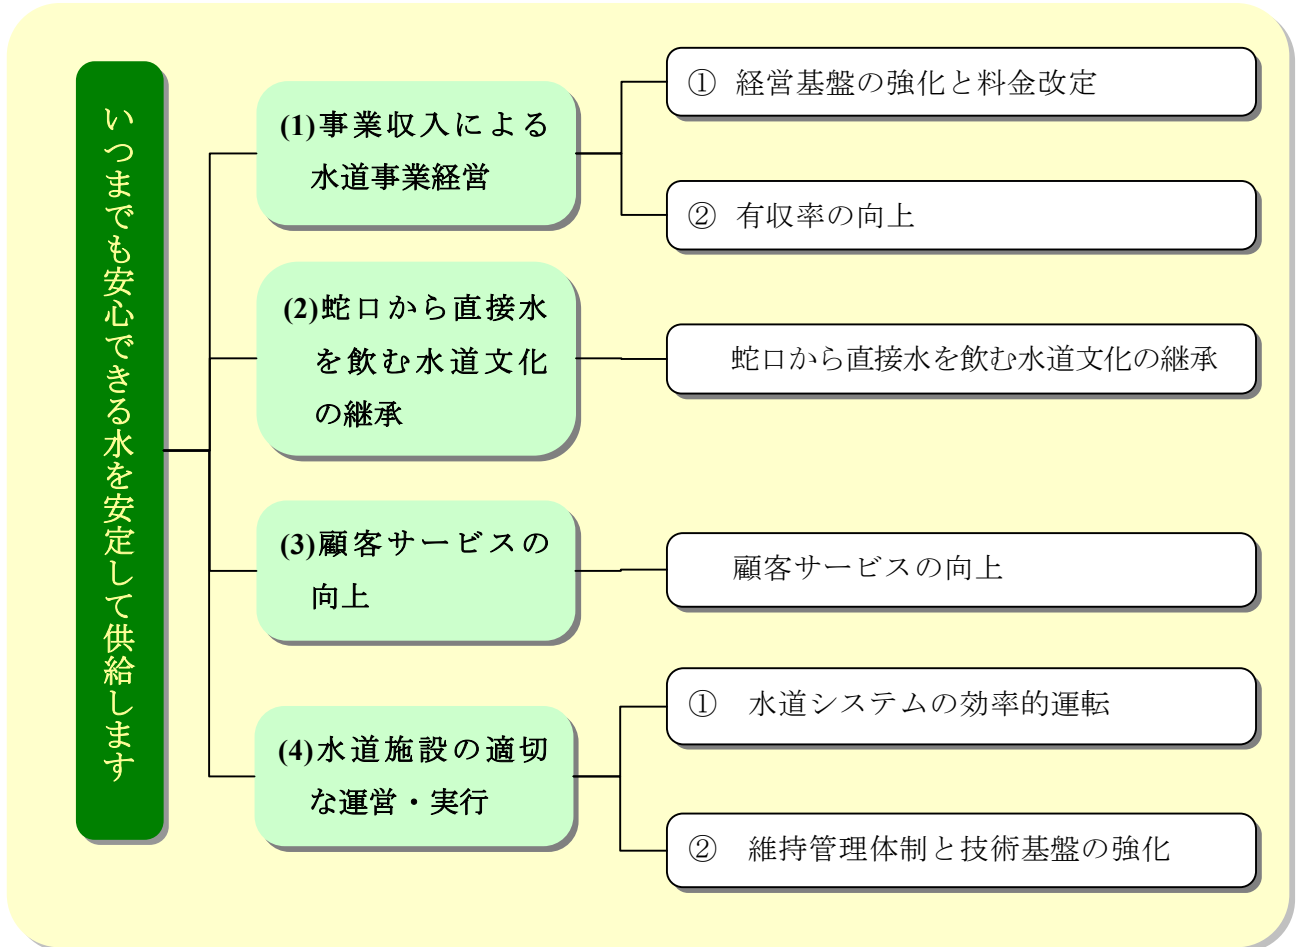 いつまでも安心できる水を安定して供給します
(1)事業収入による
水道事業経営
① 経営基盤の強化と料金改定
② 有収率の向上
(2)蛇口から直接水
を飲む水道文化
の継承
蛇口から直接水を飲む水道文化の継承
(3)顧客サービスの
向上
顧客サービスの向上
(4)水道施設の適切
な運営・実行
① 水道システムの効率的運転
② 維持管理体制と技術基盤の強化